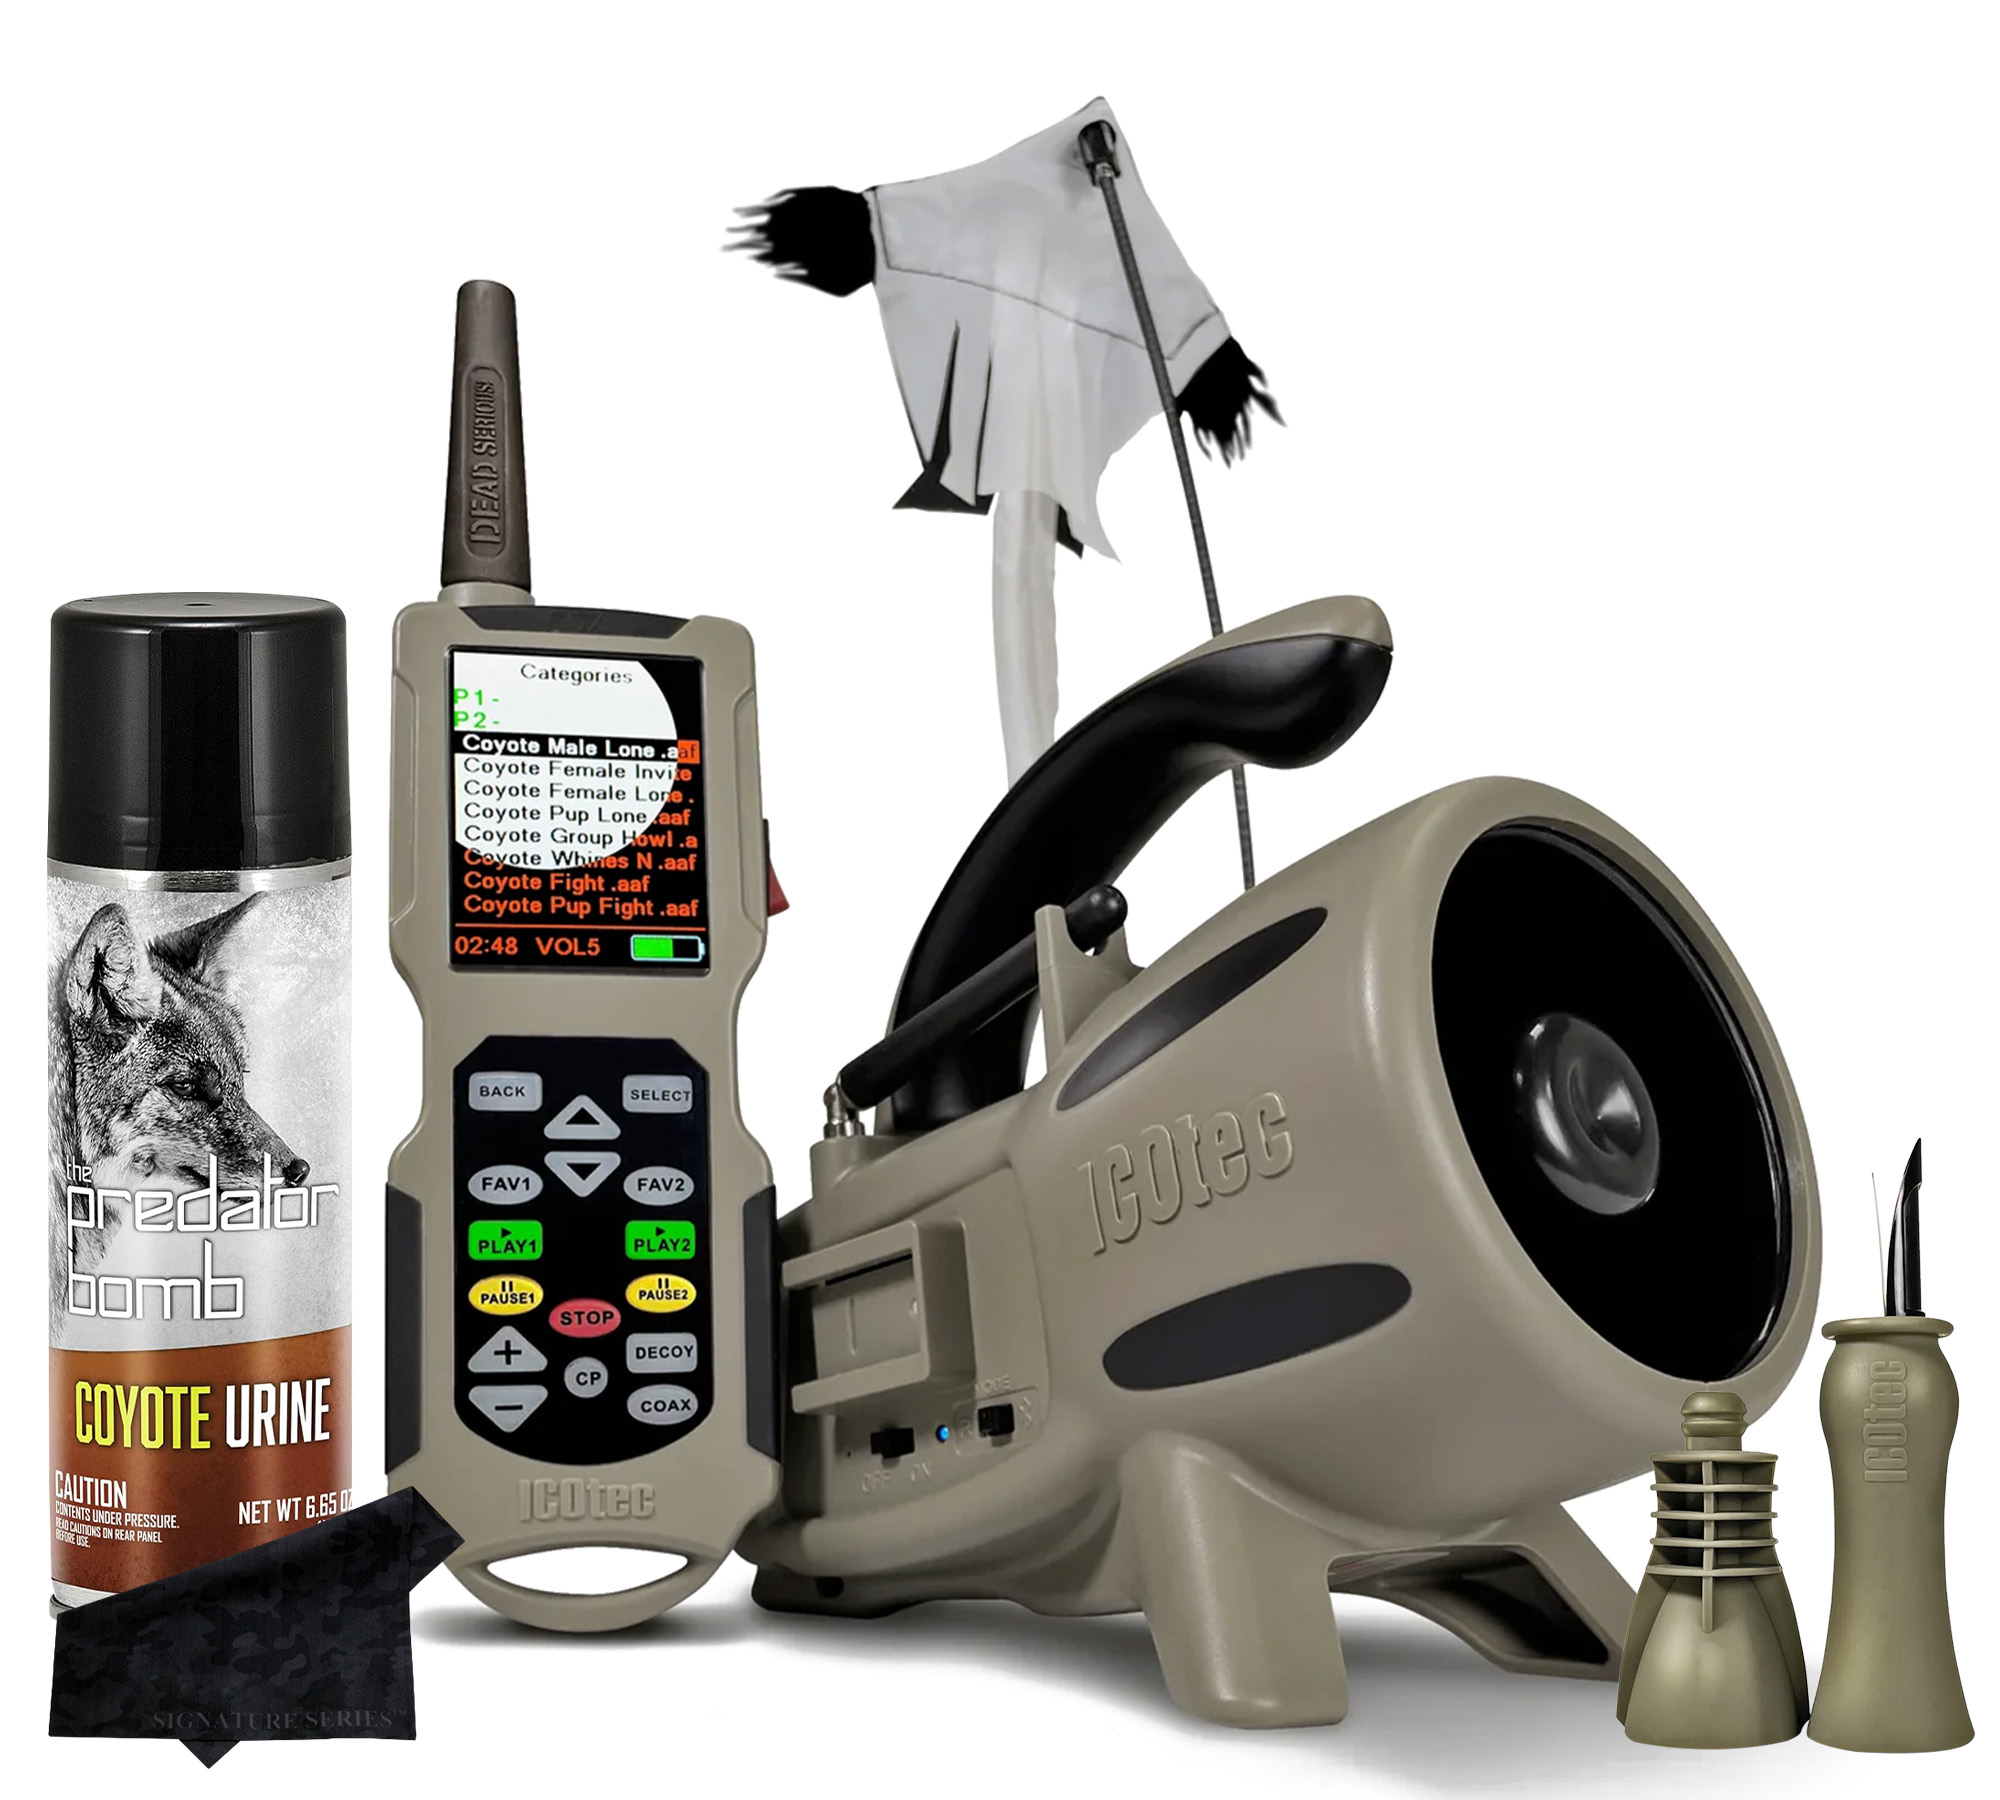 DEAD SERIOUS
Categories
P1-
P2-
Coyote Male Lone .aaf
Coyote Female Invite
Coyote Female Lone .
Coyote Pup Lone .aaf
Coyote Group Howl .a
Coyote Whines N .aaf
Coyote Fight .aaf
Coyote Pup Fight .aaf
02:48 VOL5
BACK
SELECT
FAV1
FAV2
PLAY1
PLAY2
PAUSE1
PAUSE2
STOP
+
DECOY
CP
-
COAX
ICOtec
the
predator
bomb
COYOTE URINE
CAUTION
CONTENTS UNDER PRESSURE.
READ CAUTIONS ON REAR PANEL
BEFORE USE.
NET WT 6.65 OZ
SIGNATURE SERIES™
ICOtec
MODE
OFF ON
ICOtec